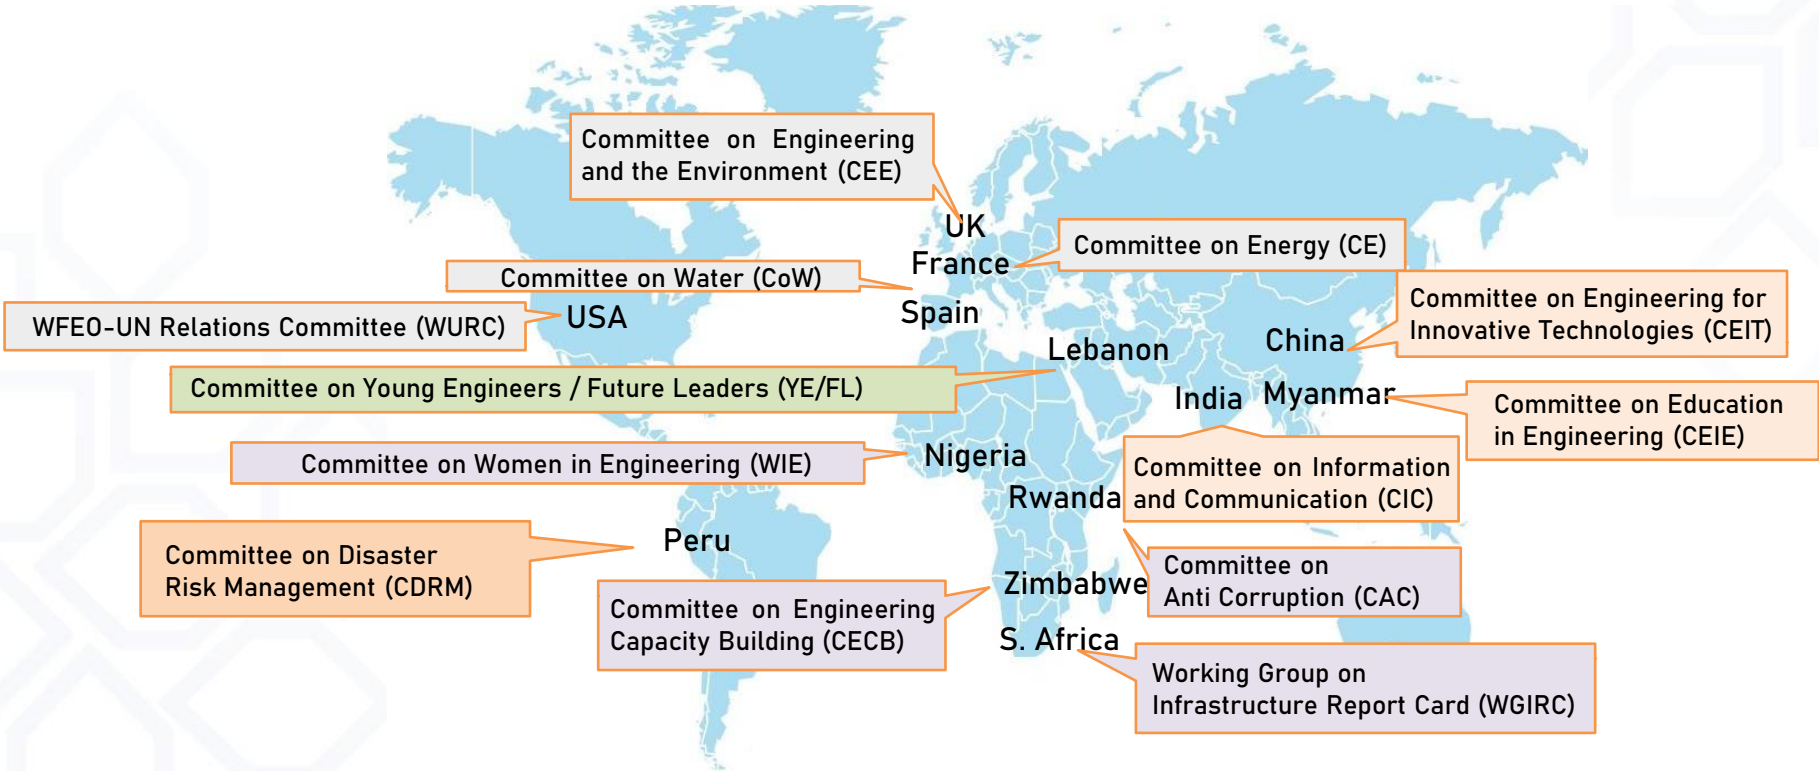 Committee on Engineering
and the Environment (CEE)
UK
Committee on Energy (CE)
France
Committee on Water (CoW)
Spain
WFEO-UN Relations Committee (WURC)
USA
Committee on Engineering for
Innovative Technologies (CEIT)
China
Lebanon
Committee on Young Engineers / Future Leaders (YE/FL)
India
Myanmar
Committee on Education
in Engineering (CEIE)
Committee on Women in Engineering (WIE)
Nigeria
Committee on Information
and Communication (CIC)
Rwanda
Peru
Committee on Disaster
Risk Management (CDRM)
Committee on
Anti Corruption (CAC)
Zimbabwe
Committee on Engineering
Capacity Building (CECB)
S. Africa
Working Group on
Infrastructure Report Card (WGIRC)